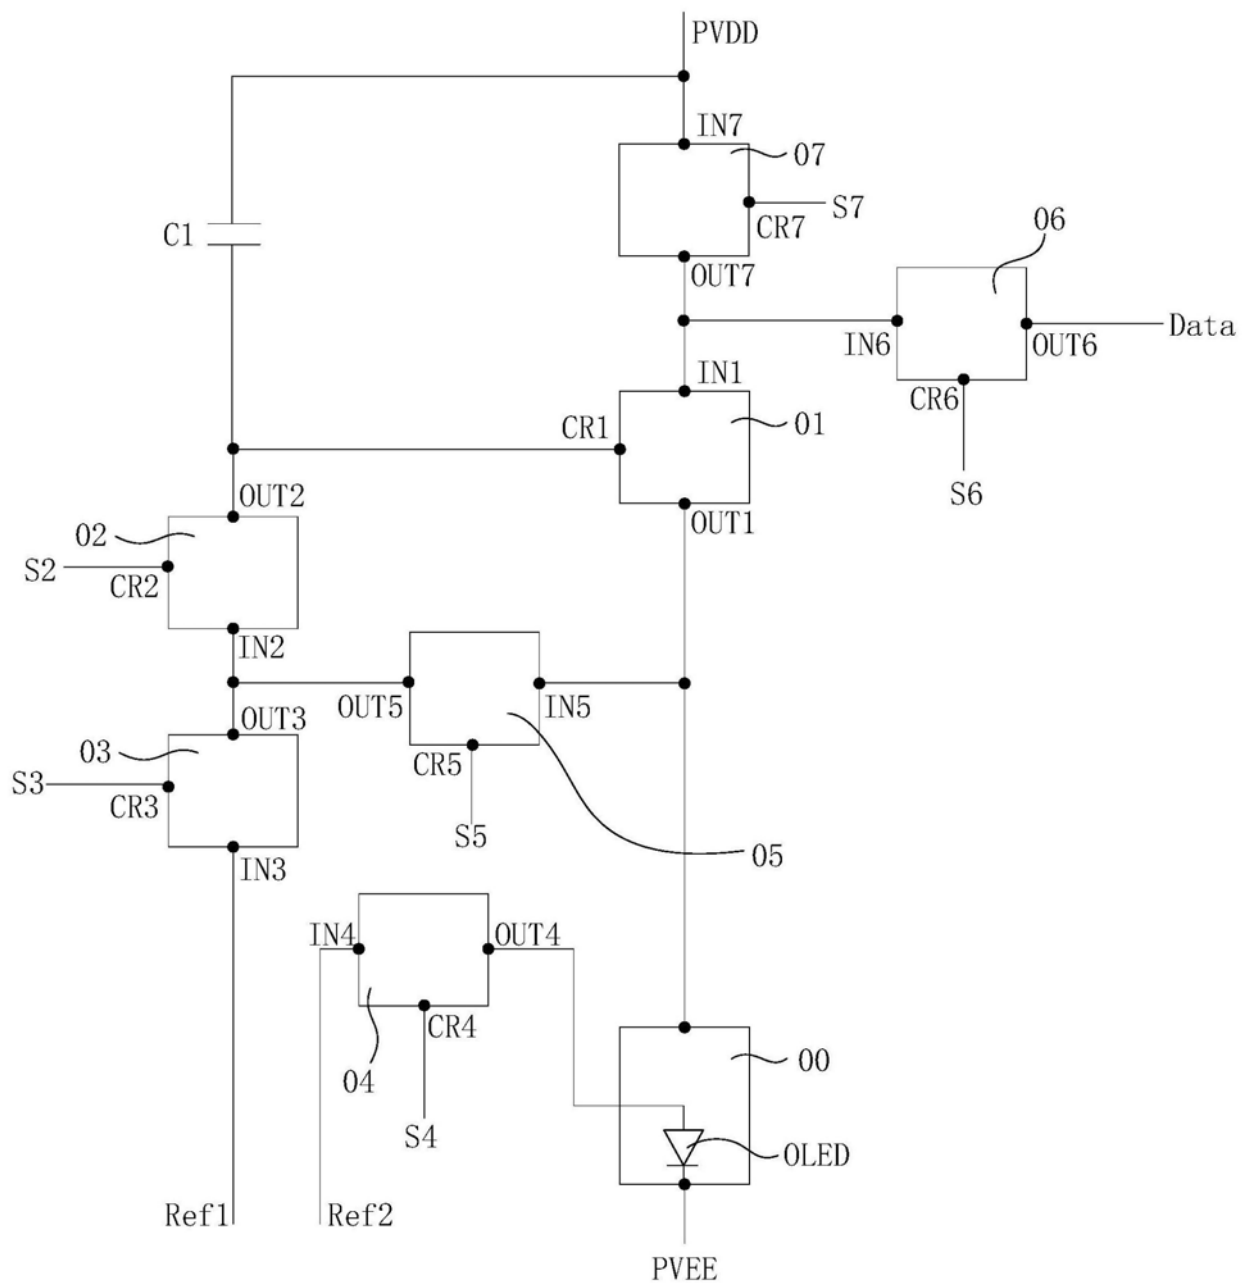 PVDD
IN7
07
C1
S7
CR7
06
OUT7
Data
IN6
OUT6
IN1
CR6
CR1
01
S6
OUT2
OUT1
02
S2
CR2
IN2
OUT5
IN5
OUT3
03
CR5
S3
CR3
S5
05
IN3
IN4
OUT4
CR4
00
04
S4
OLED
Ref1
Ref2
PVEE